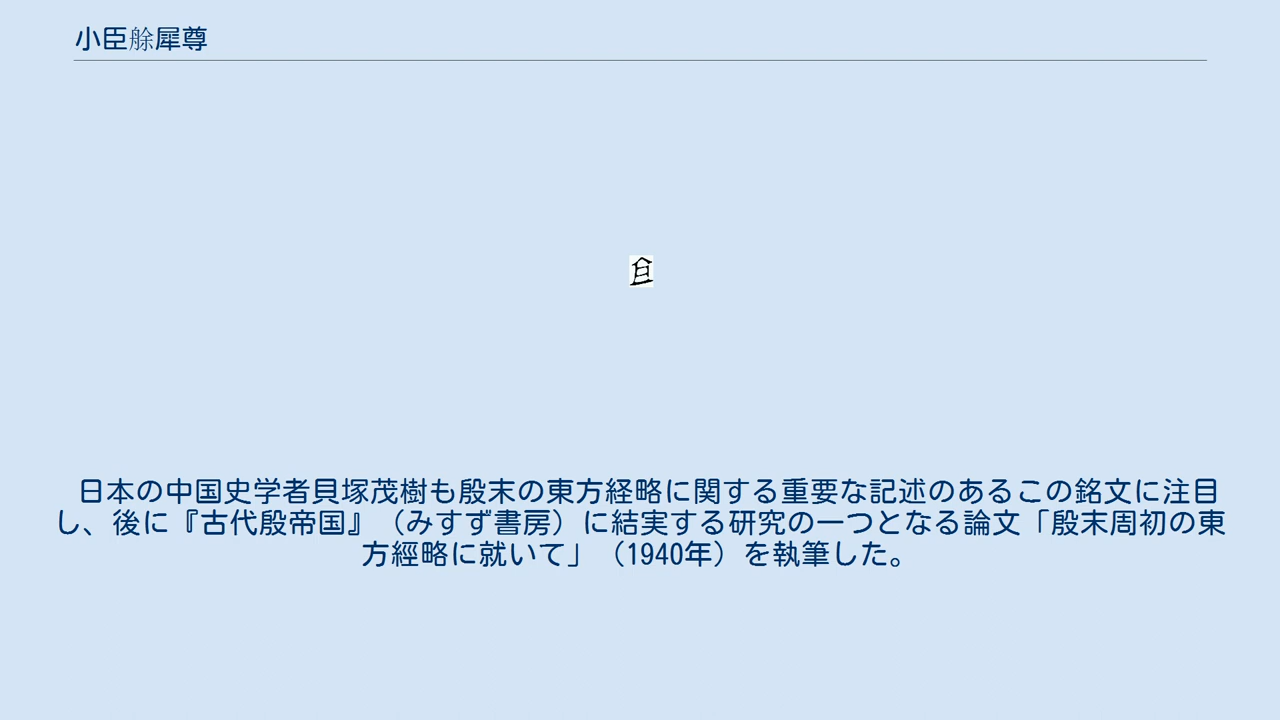 小臣艅犀尊
日本の中国史学者貝塚茂樹も殷末の東方経略に関する重要な記述のあるこの銘文に注目
し、後に『古代殷帝国』（みすず書房）に結実する研究の一つとなる論文「殷末周初の東
方經略に就いて」（1940年）を執筆した。